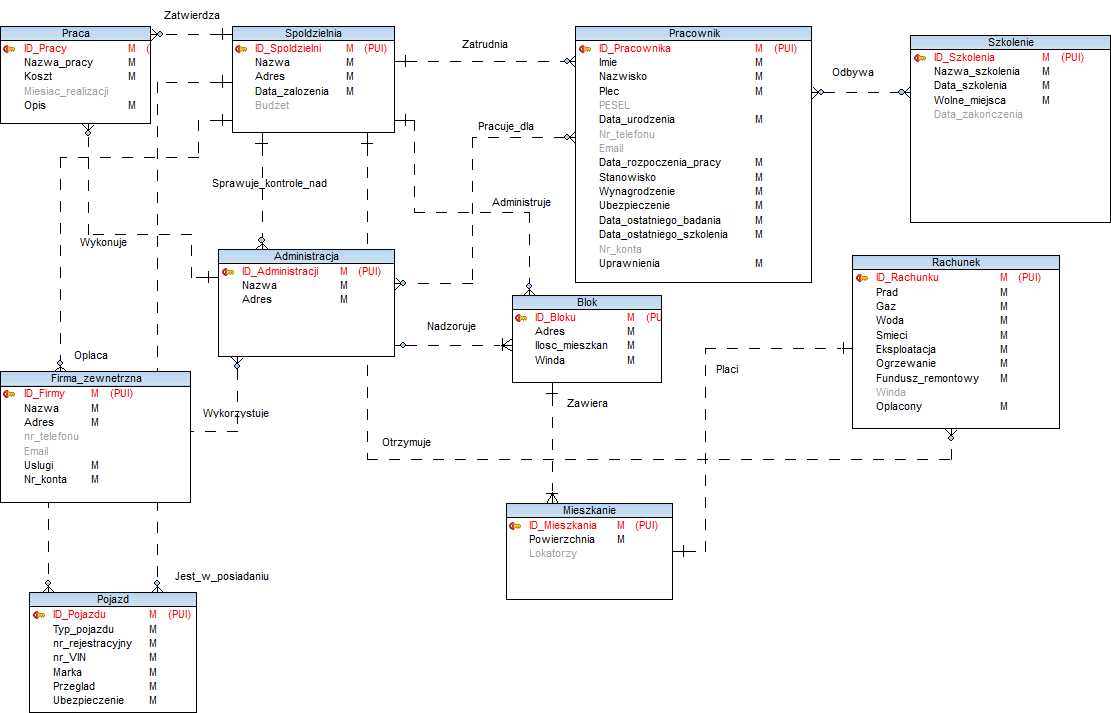 Zatwierdza
Praca
ID_Pracy M (
Nazwa_pracy M
Koszt M
Miesiac_realizacji
Opis M
Spoldzielnia
ID_Spoldzielni M (PUI)
Nazwa M
Adres M
Data_zalozenia M
Budzet
Zatrudnia
Pracownik
ID_Pracownika M (PUI)
Imie M
Nazwisko M
Plec M
PESEL
Data_urodzenia M
Nr_telefonu
Email
Data_rozpoczenia_pracy M
Stanowisko M
Wynagrodzenie M
Ubezpieczenie M
Data_ostatniego_badania M
Data_ostatniego_szkolenia M
Nr_konta
Uprawnienia M
Odbywa
Szkolenie
ID_Szkolenia M (PUI)
Nazwa_szkolenia M
Data_szkolenia M
Wolne_miejsca M
Data_zakonczenia
Pracuje_dla
Sprawuje_kontrole_nad
Administruje
Wykonuje
Administracja
ID_Administracji M (PUI)
Nazwa M
Adres M
Nadzoruje
Blok
ID_Bloku M (PU
Adres M
Ilosc_mieszkan M
Winda M
Rachunek
ID_Rachunku M (PUI)
Prad M
Gaz M
Woda M
Smieci M
Eksploatacja M
Ogrzewanie M
Fundusz_remontowy M
Winda
Oplacony M
Oplaca
Firma_zewnetrzna
ID_Firmy M (PUI)
Nazwa M
Adres M
nr_telefonu
Email
Uslugi M
Nr_konta M
Wykorzystuje
Placi
Zawiera
Otrzymuje
Mieszkanie
ID_Mieszkania M (PUI)
Powierzchnia M
Lokatorzy
Jest_w_posiadaniu
Pojazd
ID_Pojazdu M (PUI)
Typ_pojazdu M
nr_rejestracyjny M
nr_VIN M
Marka M
Przeglad M
Ubezpieczenie M